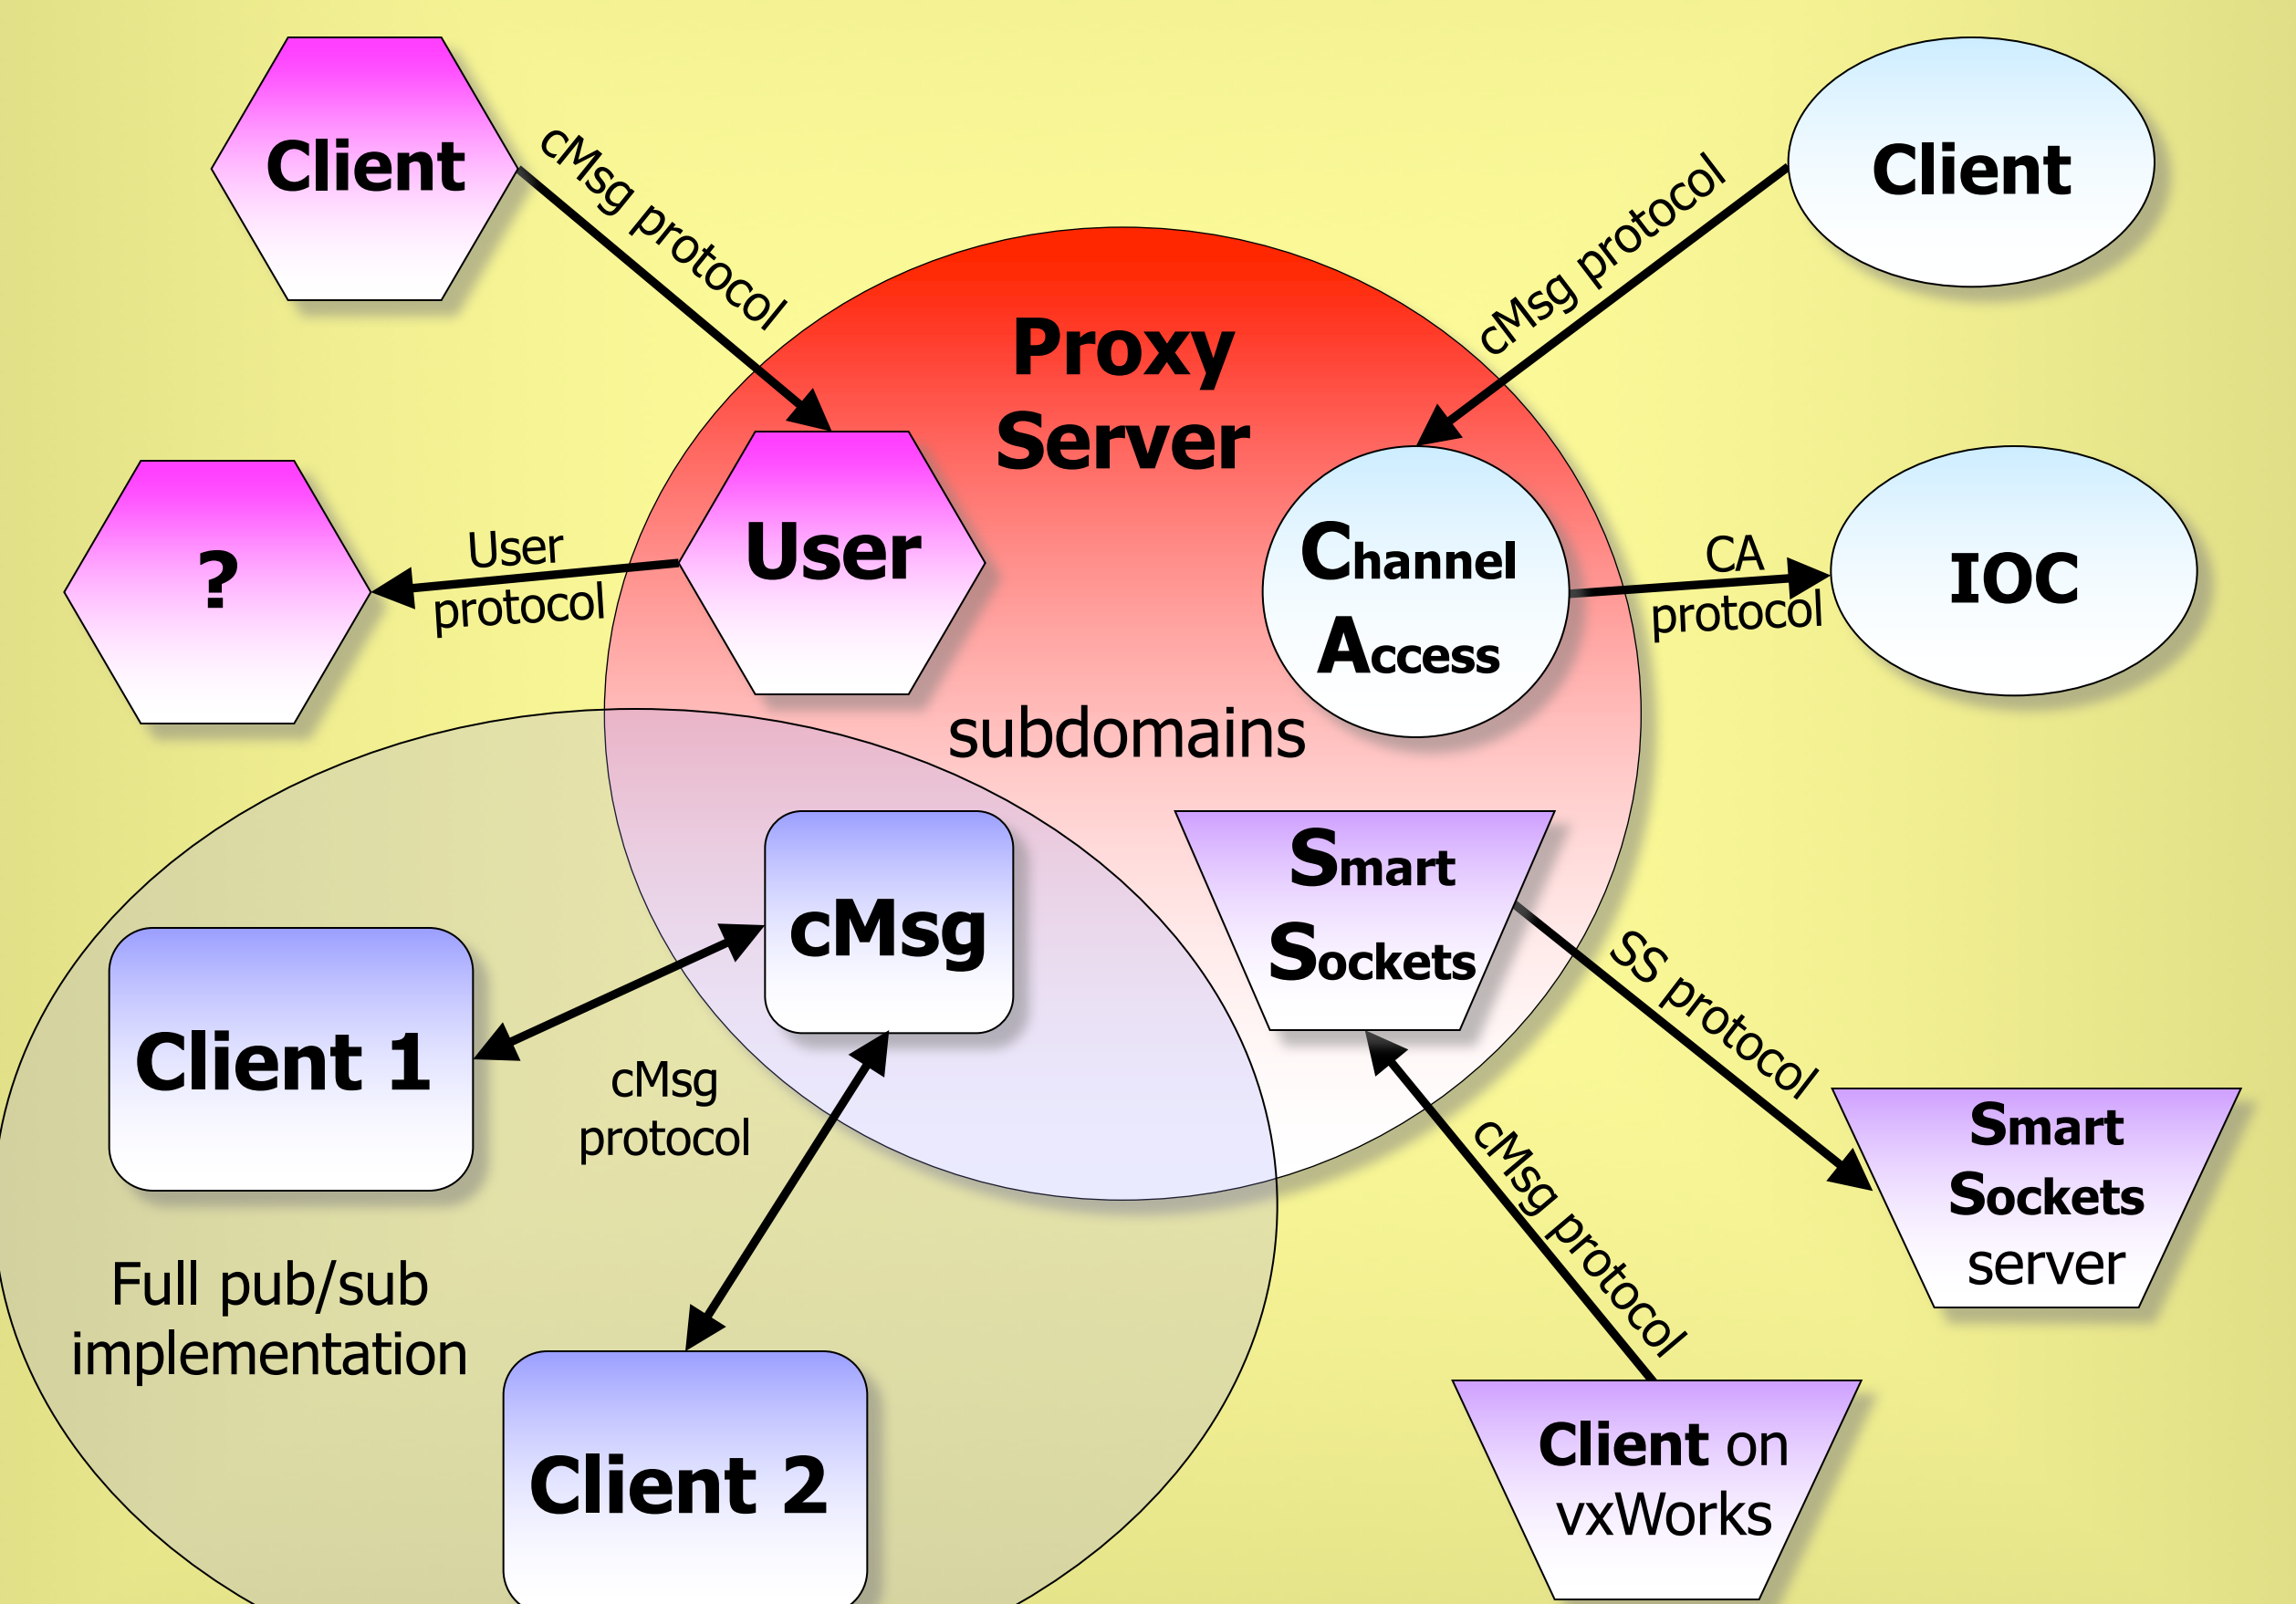 Client
cMsg protocol
cMsg protocol
Client
Proxy
Server
?
User
protocol
User
Channel
Access
CA
protocol
IOC
subdomains
cMsg
Smart
Sockets
SS protocol
Client 1
cMsg
protocol
cMsg protocol
Smart
Sockets
server
Full pub/sub
implementation
Client 2
Client on
vxWorks